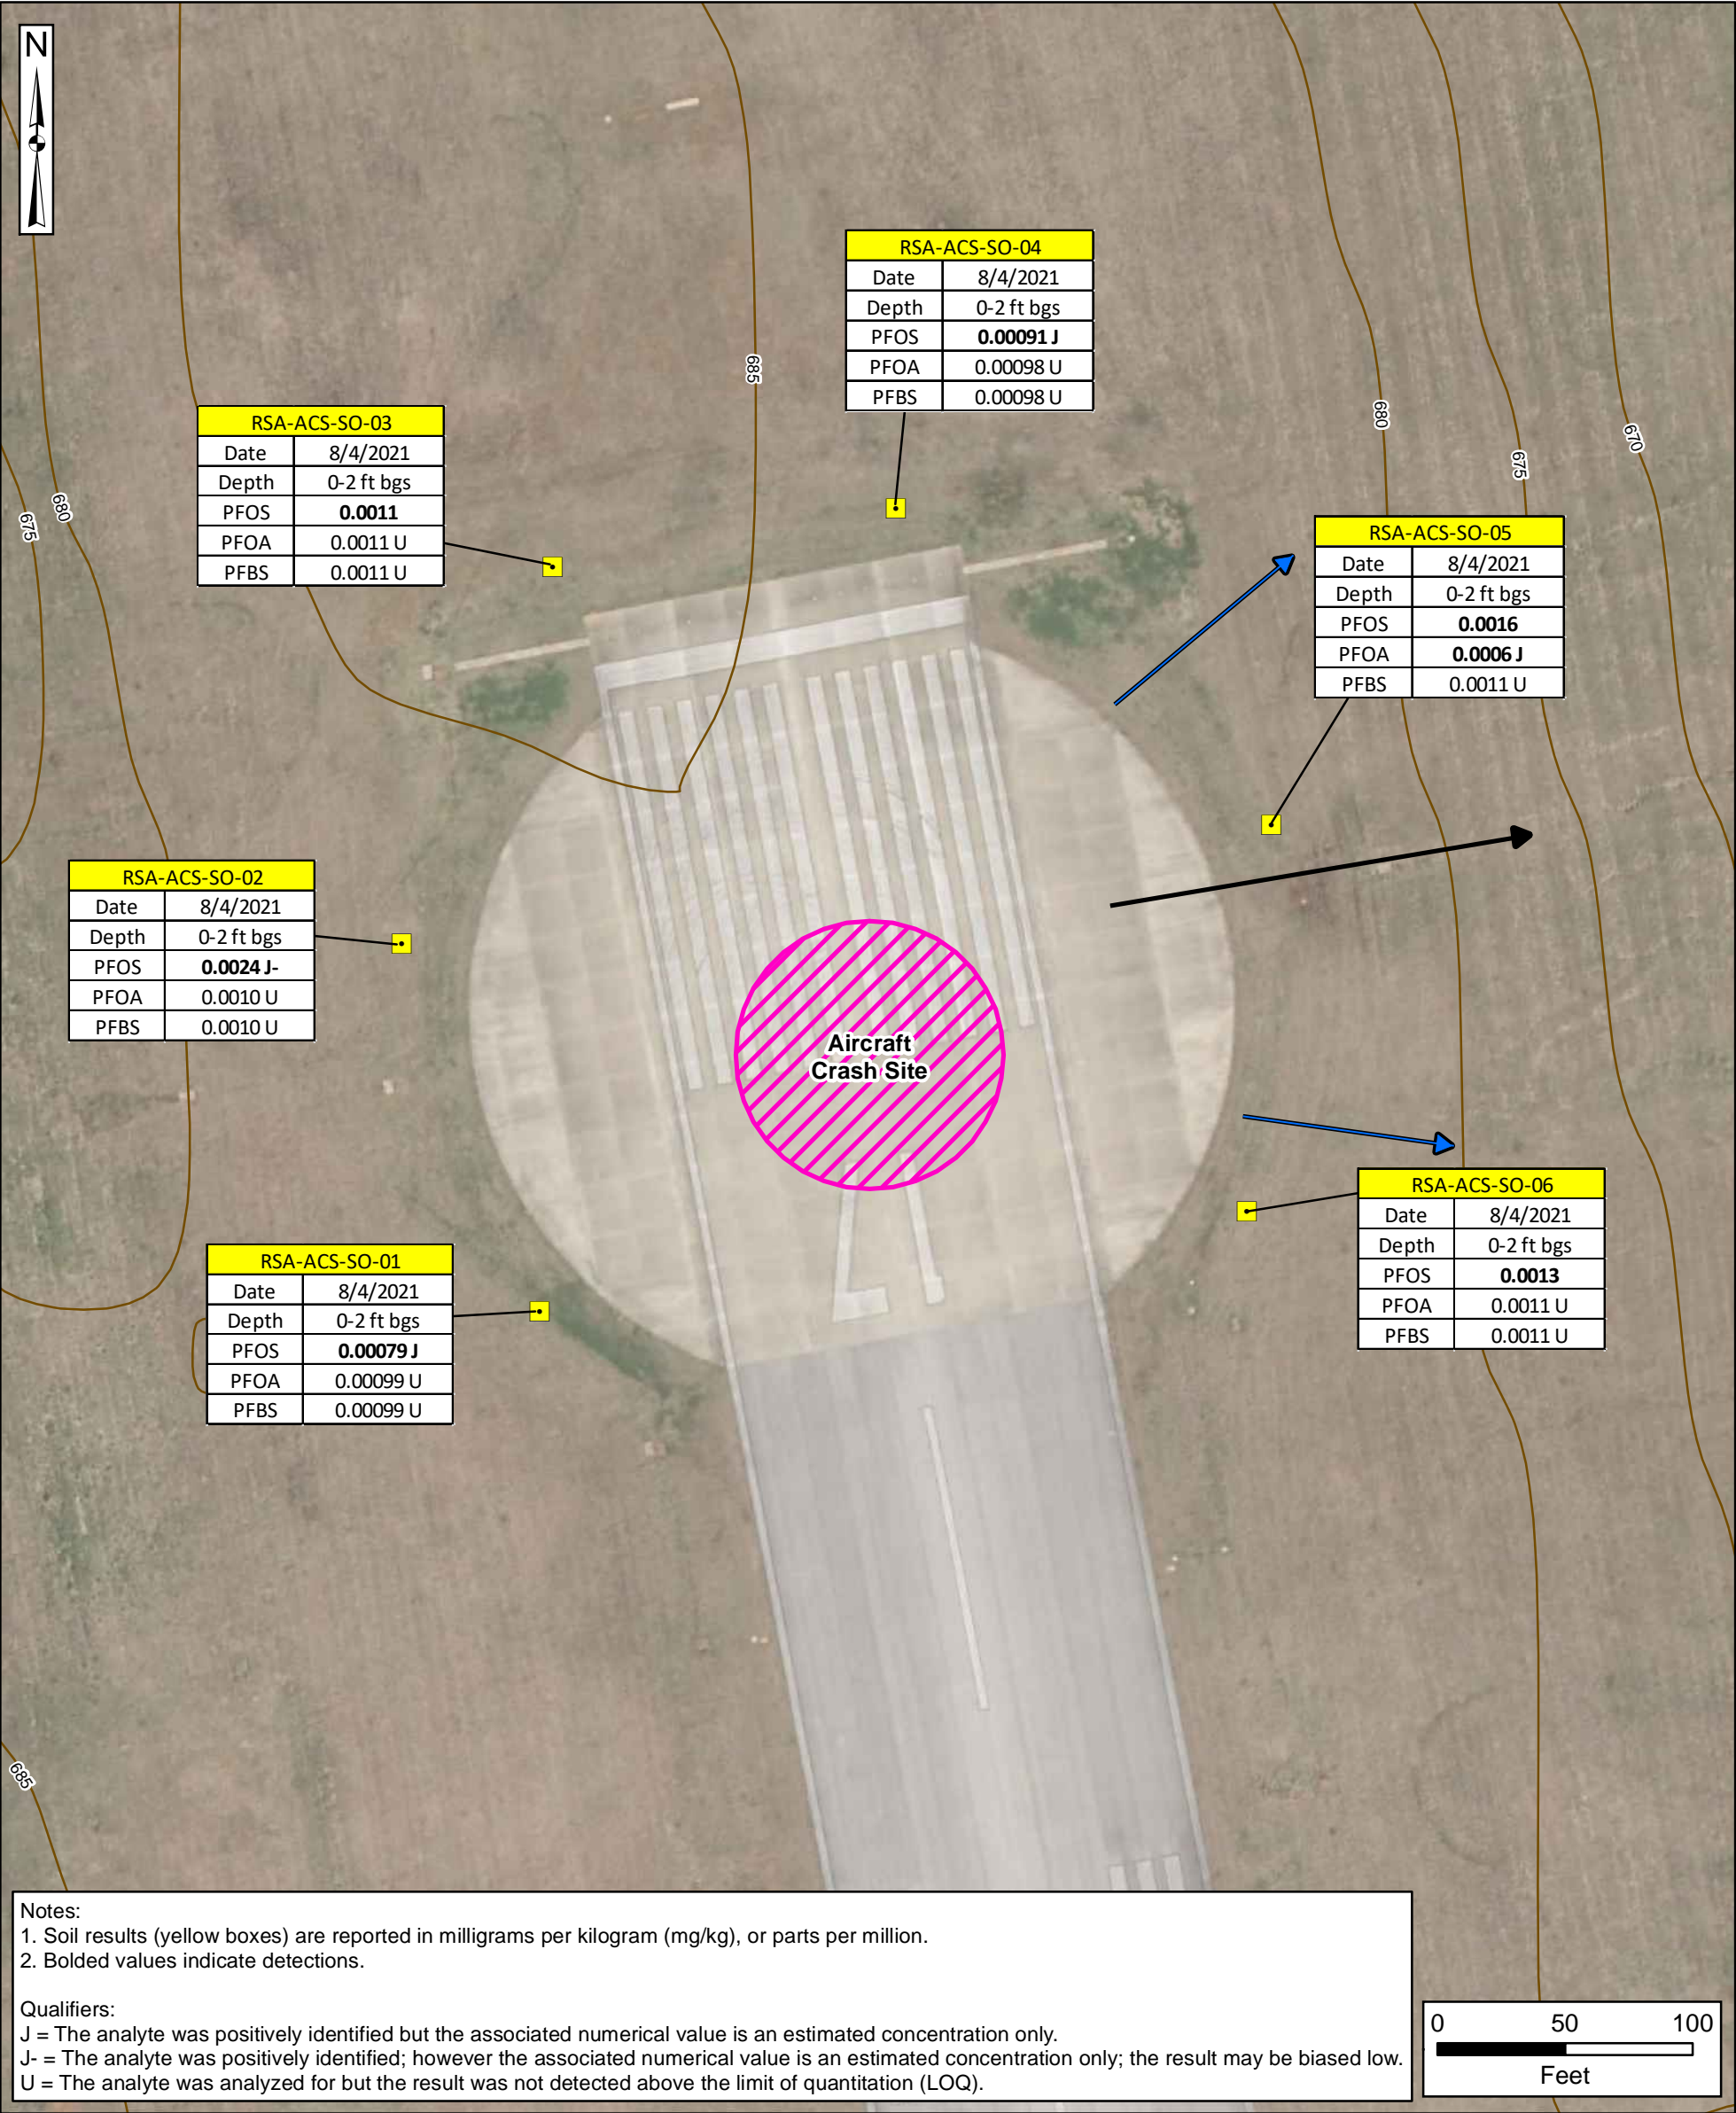 N
RSA-ACS-SO-04
Date 8/4/2021
Depth 0-2 ft bgs
PFOS 0.00091 J
PFOA 0.00098 U
PFBS 0.00098 U
685
680
670
675
RSA-ACS-SO-03
Date 8/4/2021
Depth 0-2 ft bgs
PFOS 0.0011
PFOA 0.0011 U
PFBS 0.0011 U
680
675
RSA-ACS-SO-05
Date 8/4/2021
Depth 0-2 ft bgs
PFOS 0.0016
PFOA 0.0006 J
PFBS 0.0011 U
RSA-ACS-SO-02
Date 8/4/2021
Depth 0-2 ft bgs
PFOS 0.0024 J-
PFOA 0.0010 U
PFBS 0.0010 U
Aircraft
Crash Site
RSA-ACS-SO-06
Date 8/4/2021
Depth 0-2 ft bgs
PFOS 0.0013
PFOA 0.0011 U
PFBS 0.0011 U
RSA-ACS-SO-01
Date 8/4/2021
Depth 0-2 ft bgs
PFOS 0.00079 J
PFOA 0.00099 U
PFBS 0.00099 U
17
685
Notes:
1. Soil results (yellow boxes) are reported in milligrams per kilogram (mg/kg), or parts per million.
2. Bolded values indicate detections.
Qualifiers:
J = The analyte was positively identified but the associated numerical value is an estimated concentration only.
J- = The analyte was positively identified; however the associated numerical value is an estimated concentration only; the result may be biased low.
U = The analyte was analyzed for but the result was not detected above the limit of quantitation (LOQ).
0 50 100
Feet